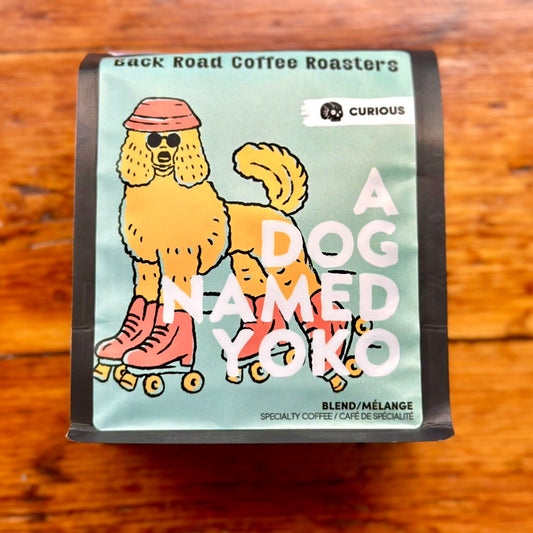 Back Road Coffee Roasters
CURIOUS
A
DOG
NAMED
YOKO
BLEND/MÉLANGE
SPECIALTY COFFEE / CAFÉ DE SPÉCIALITÉ